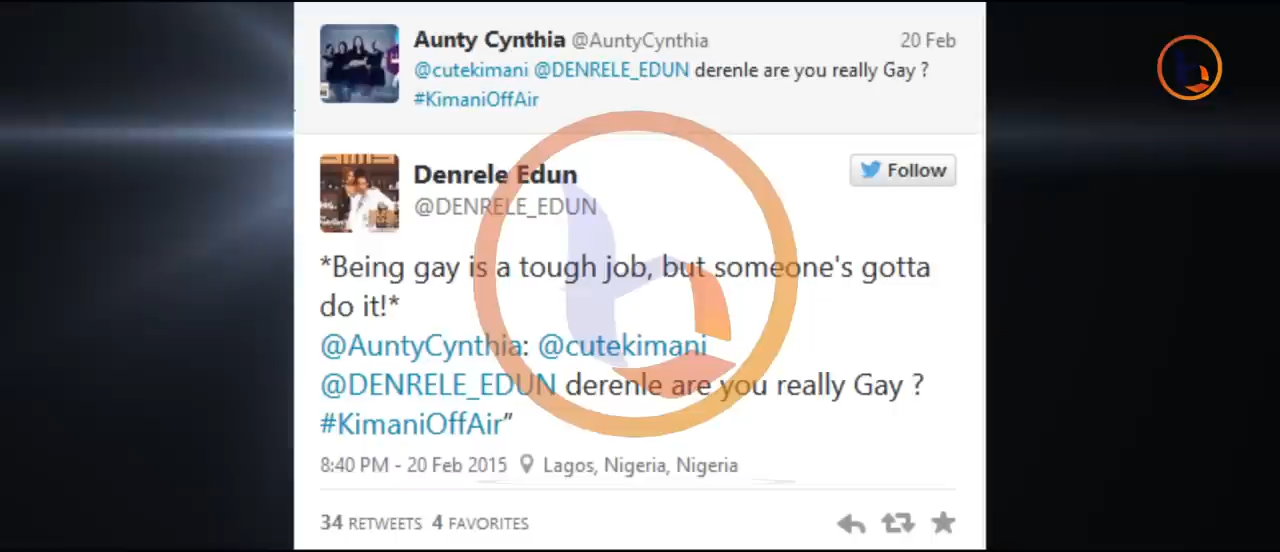 Aunty Cynthia @AuntyCynthia 20 Feb
@cutekimani @DENRELE_EDUN derenle are you really Gay ?
#KimaniOffAir
Denrele Edun
Follow
@DENRELE_EDUN
*Being gay is a tough job, but someone's gotta
do it!*
@AuntyCynthia: @cutekimani
@DENRELE_EDUN derenle are you really Gay ?
#KimaniOffAir”
8:40 PM - 20 Feb 2015 Lagos, Nigeria, Nigeria
34 RETWEETS 4 FAVORITES